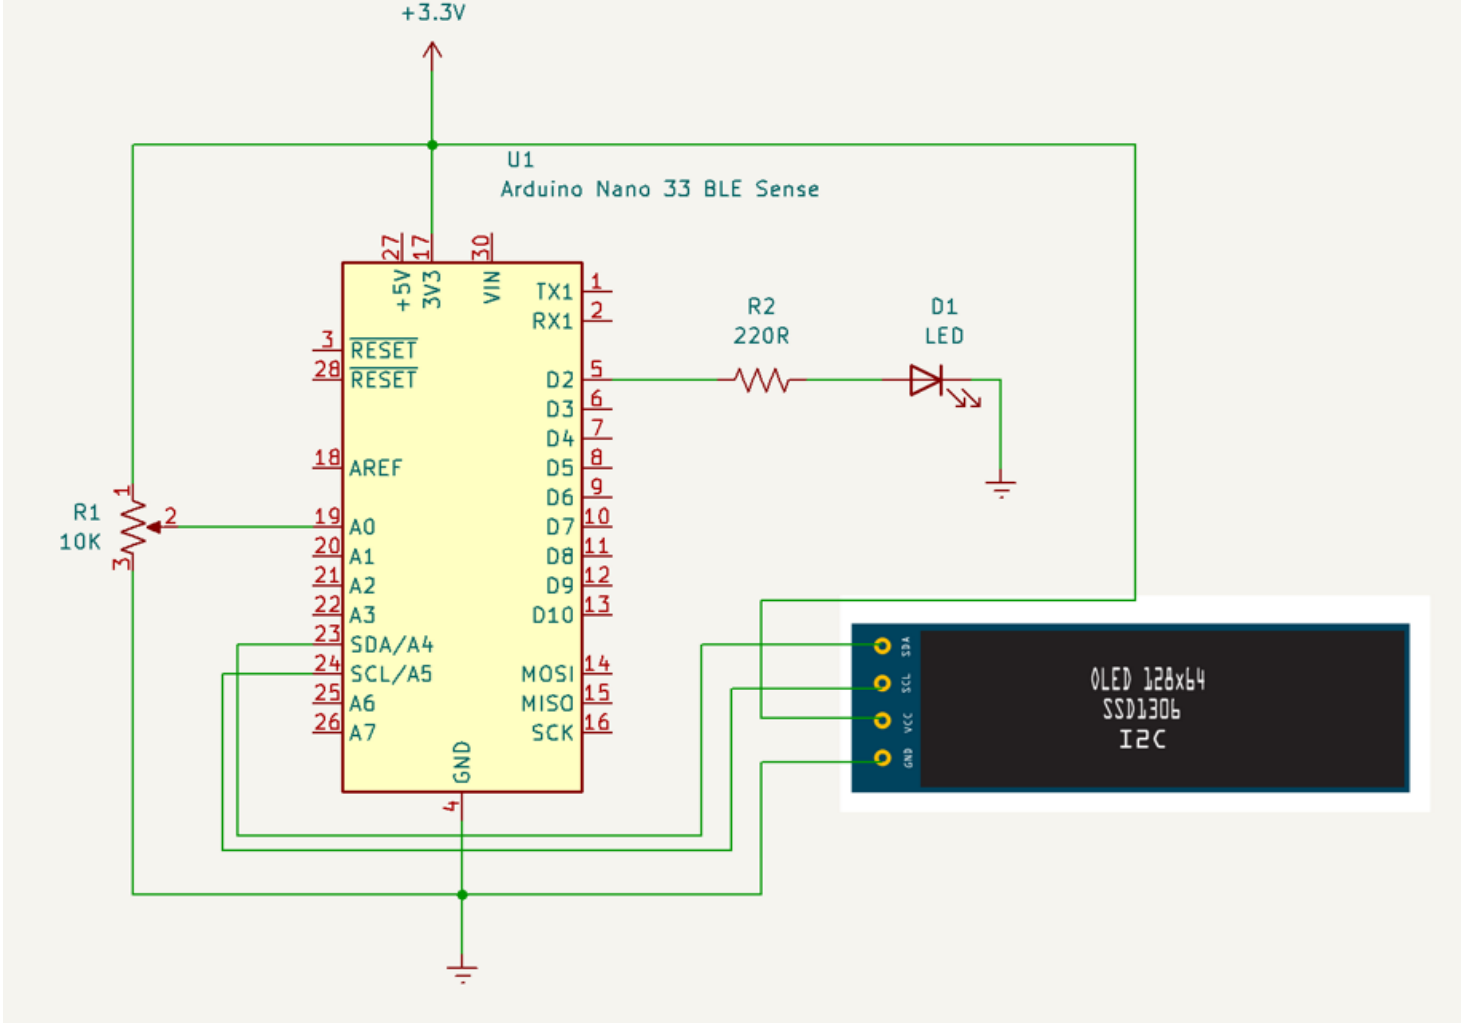 +3.3V
U1
Arduino Nano 33 BLE Sense
27
17
30
+5V
3V3
VIN
TX1
1
RX1
2
3
RESET
28
RESET
D2
5
D3
6
D4
7
18
AREF
D5
8
D6
9
19
A0
D7
10
20
A1
D8
11
21
A2
D9
12
22
A3
D10
13
23
SDA/A4
24
SCL/A5
MOSI
14
25
A6
MISO
15
26
A7
SCK
16
GND
4
R1
10K
1
2
3
R2
220R
D1
LED
SDA
SCL
VCC
GND
OLED 128x64
SSD1306
I2C